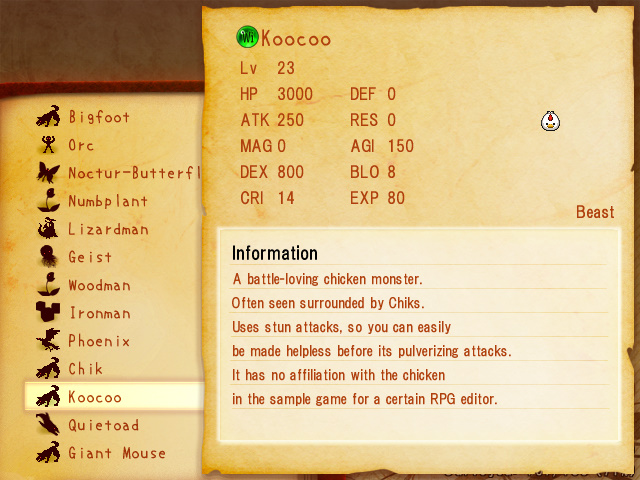 Wi Koocoo
Lv 23
HP 3000 DEF 0
ATK 250 RES 0
MAG 0 AGI 150
DEX 800 BLO 8
CRI 14 EXP 80
Beast
Information
A battle-loving chicken monster.
Often seen surrounded by Chiks.
Uses stun attacks, so you can easily
be made helpless before its pulverizing attacks.
It has no affiliation with the chicken
in the sample game for a certain RPG editor.
Bigfoot
Orc
Noctur-Butterfl
Numbplant
Lizardman
Geist
Woodman
Ironman
Phoenix
Chik
Koocoo
Quietoad
Giant Mouse